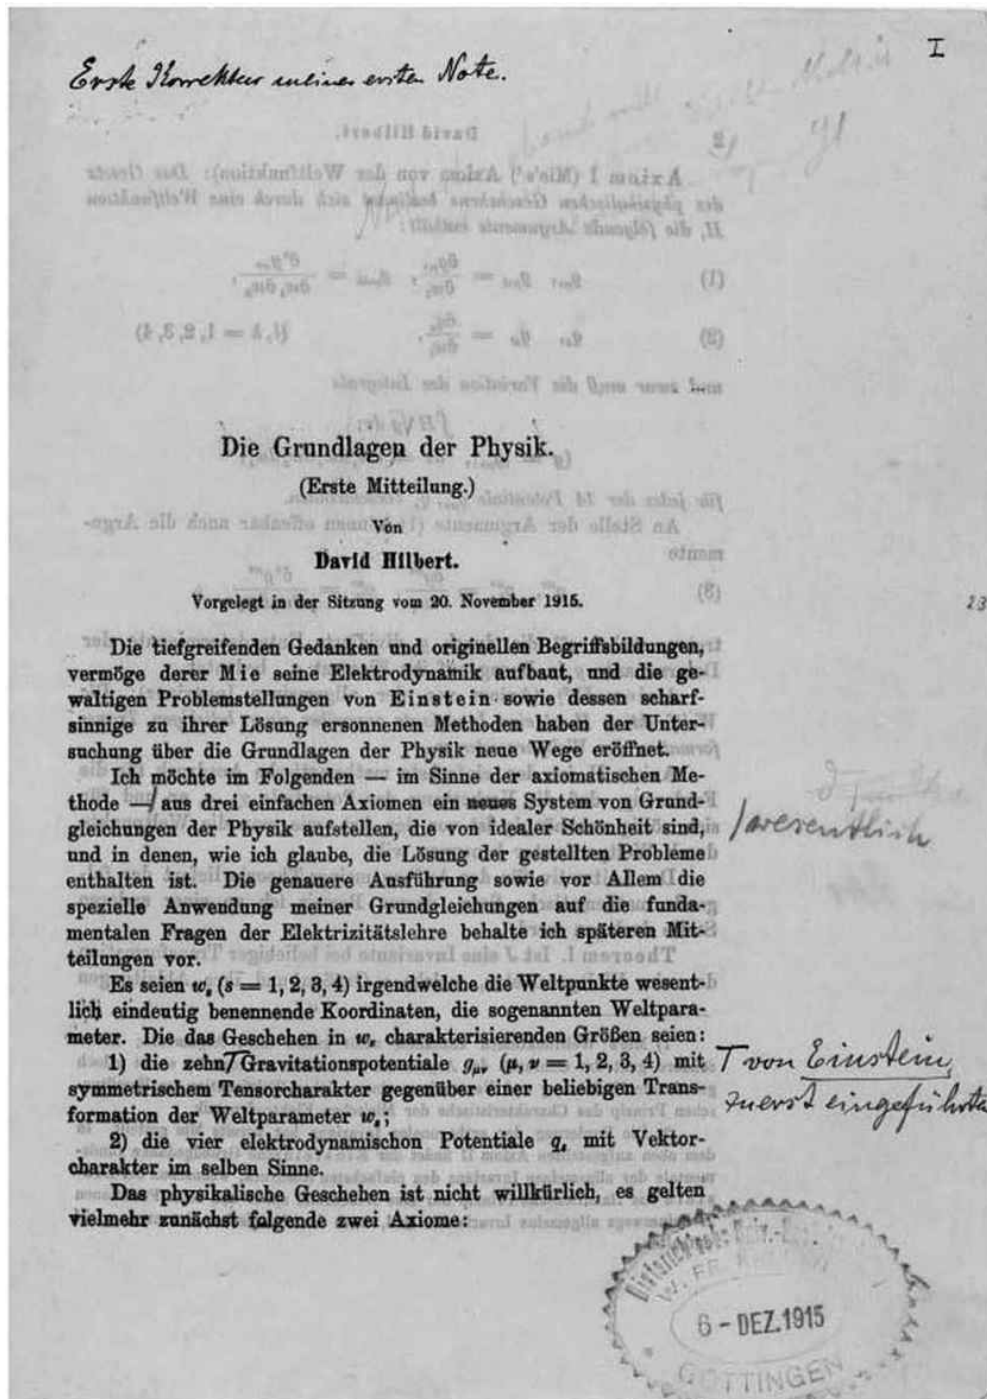 I
Erste Korrektur meiner ersten Note.
Die Grundlagen der Physik.
(Erste Mitteilung.)
Von
David Hilbert.
Vorgelegt in der Sitzung vom 20. November 1915.
Die tiefgreifenden Gedanken und originellen Begriffsbildungen,
vermöge derer Mie seine Elektrodynamik aufbaut, und die ge-
waltigen Problemstellungen von Einstein sowie dessen scharf-
sinnige zu ihrer Lösung ersonnenen Methoden haben der Unter-
suchung über die Grundlagen der Physik neue Wege eröffnet.
Ich möchte im Folgenden — im Sinne der axiomatischen Me-
thode — / aus drei einfachen Axiomen ein neues System von Grund-
gleichungen der Physik aufstellen, die von idealer Schönheit sind,
/ wesentlich
und in denen, wie ich glaube, die Lösung der gestellten Probleme
enthalten ist. Die genauere Ausführung sowie vor Allem die
spezielle Anwendung meiner Grundgleichungen auf die funda-
mentalen Fragen der Elektrizitätslehre behalte ich späteren Mit-
teilungen vor.
Es seien wₛ (s = 1, 2, 3, 4) irgendwelche die Weltpunkte wesent-
lich eindeutig benennende Koordinaten, die sogenannten Weltpara-
meter. Die das Geschehen in wₛ charakterisierenden Größen seien:
1) die zehn Gravitationspotentiale gμν (μ, ν = 1, 2, 3, 4) mit
symmetrischem Tensorcharakter gegenüber einer beliebigen Trans-
formation der Weltparameter wₛ;
T von Einstein
zuerst eingeführten
2) die vier elektrodynamischon Potentiale qₛ mit Vektor-
charakter im selben Sinne.
Das physikalische Geschehen ist nicht willkürlich, es gelten
vielmehr zunächst folgende zwei Axiome:
6 - DEZ. 1915
GÖTTINGEN